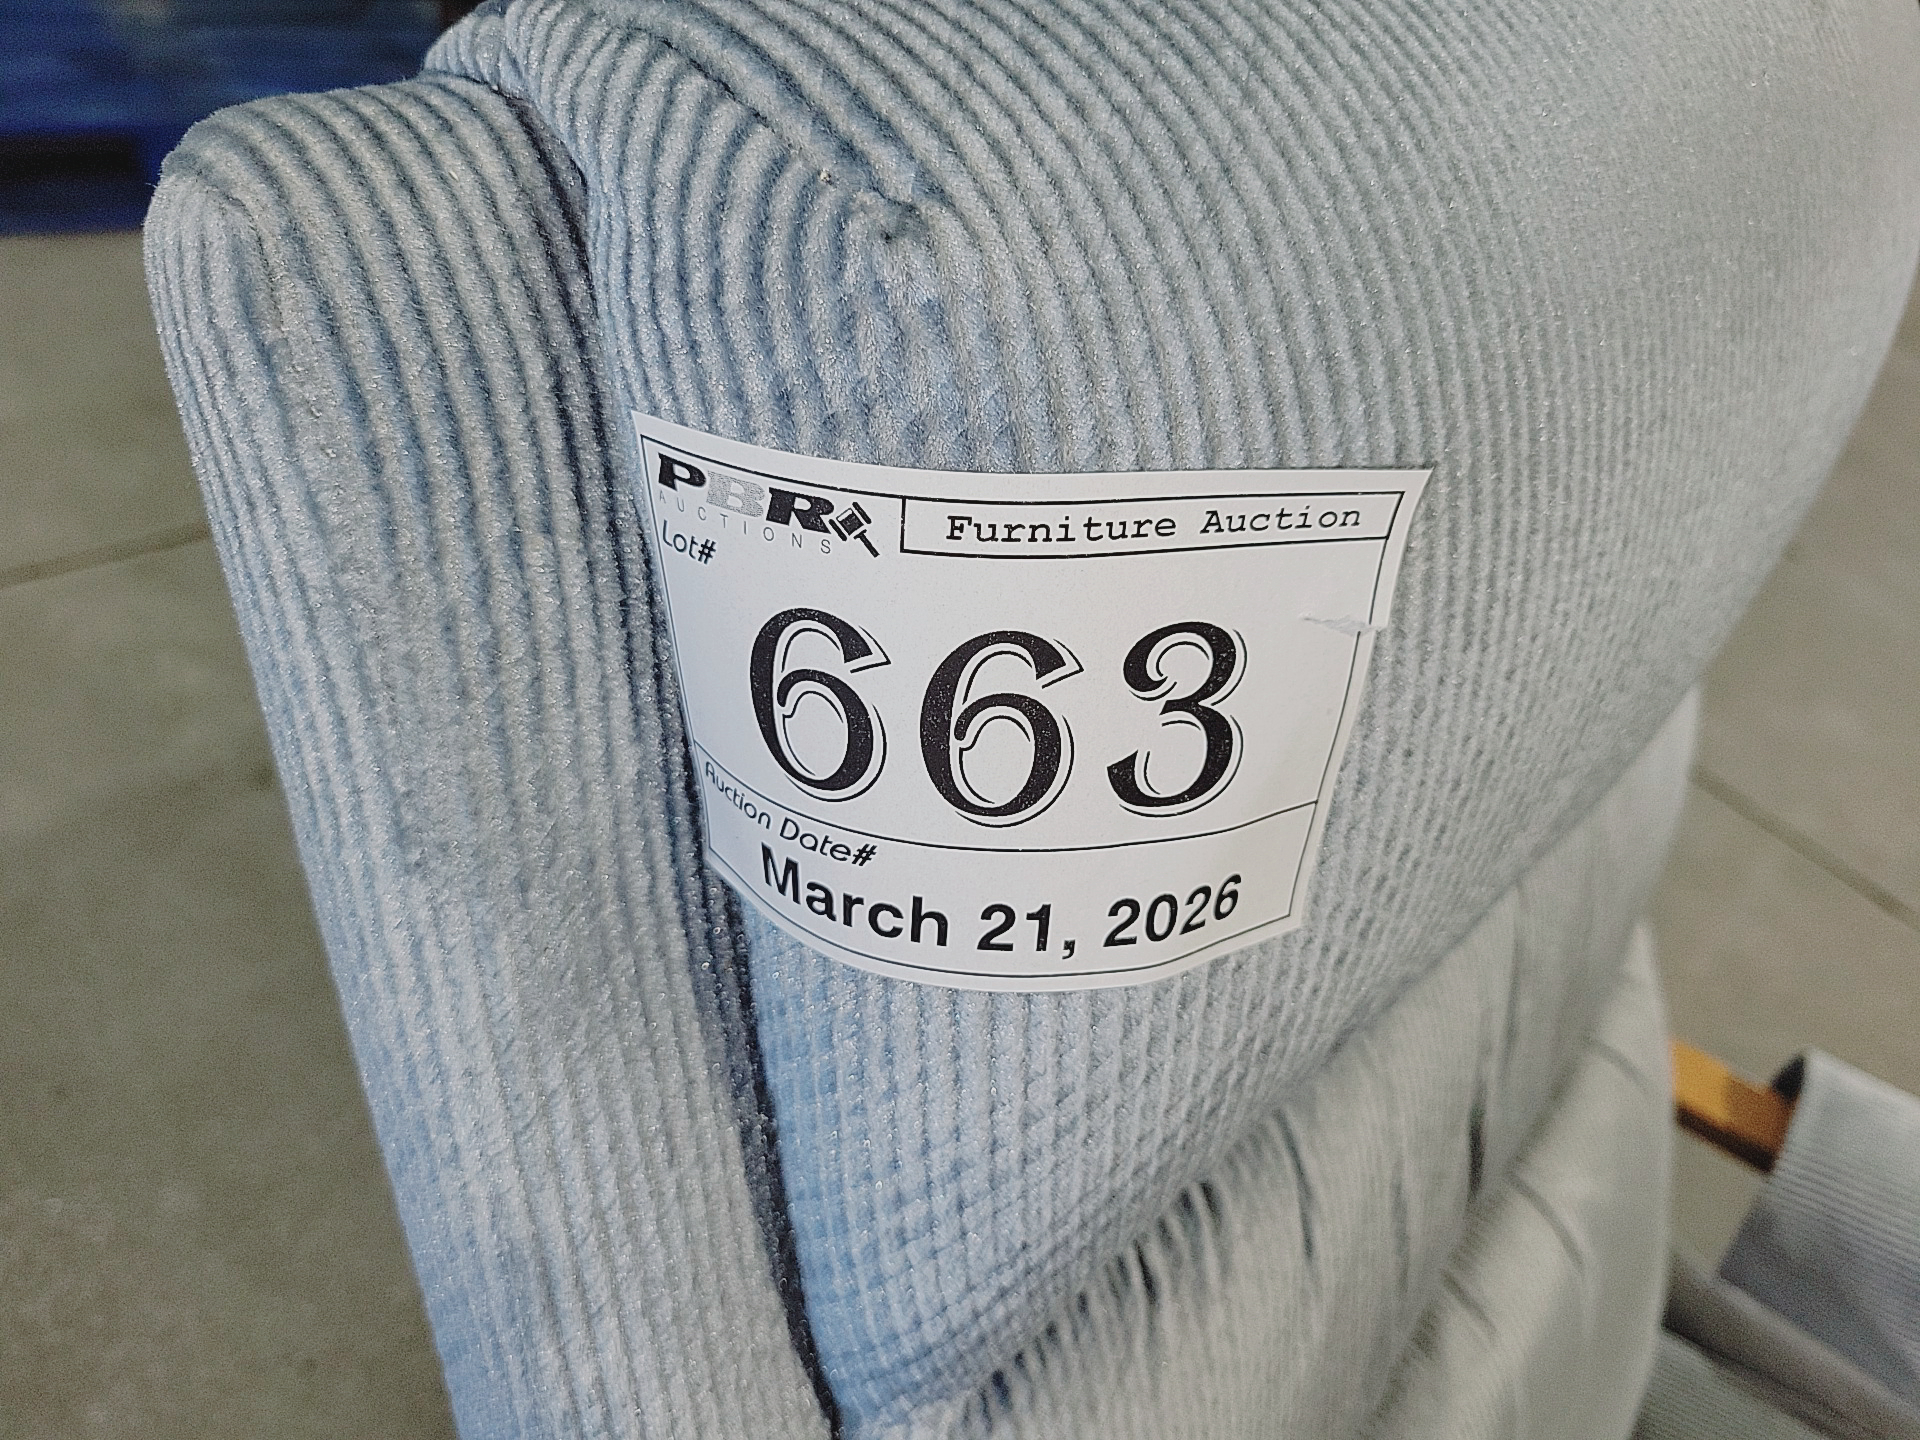 PBR
AUCTIONS
Furniture Auction
Lot#
663
Auction Date#
March 21, 2026